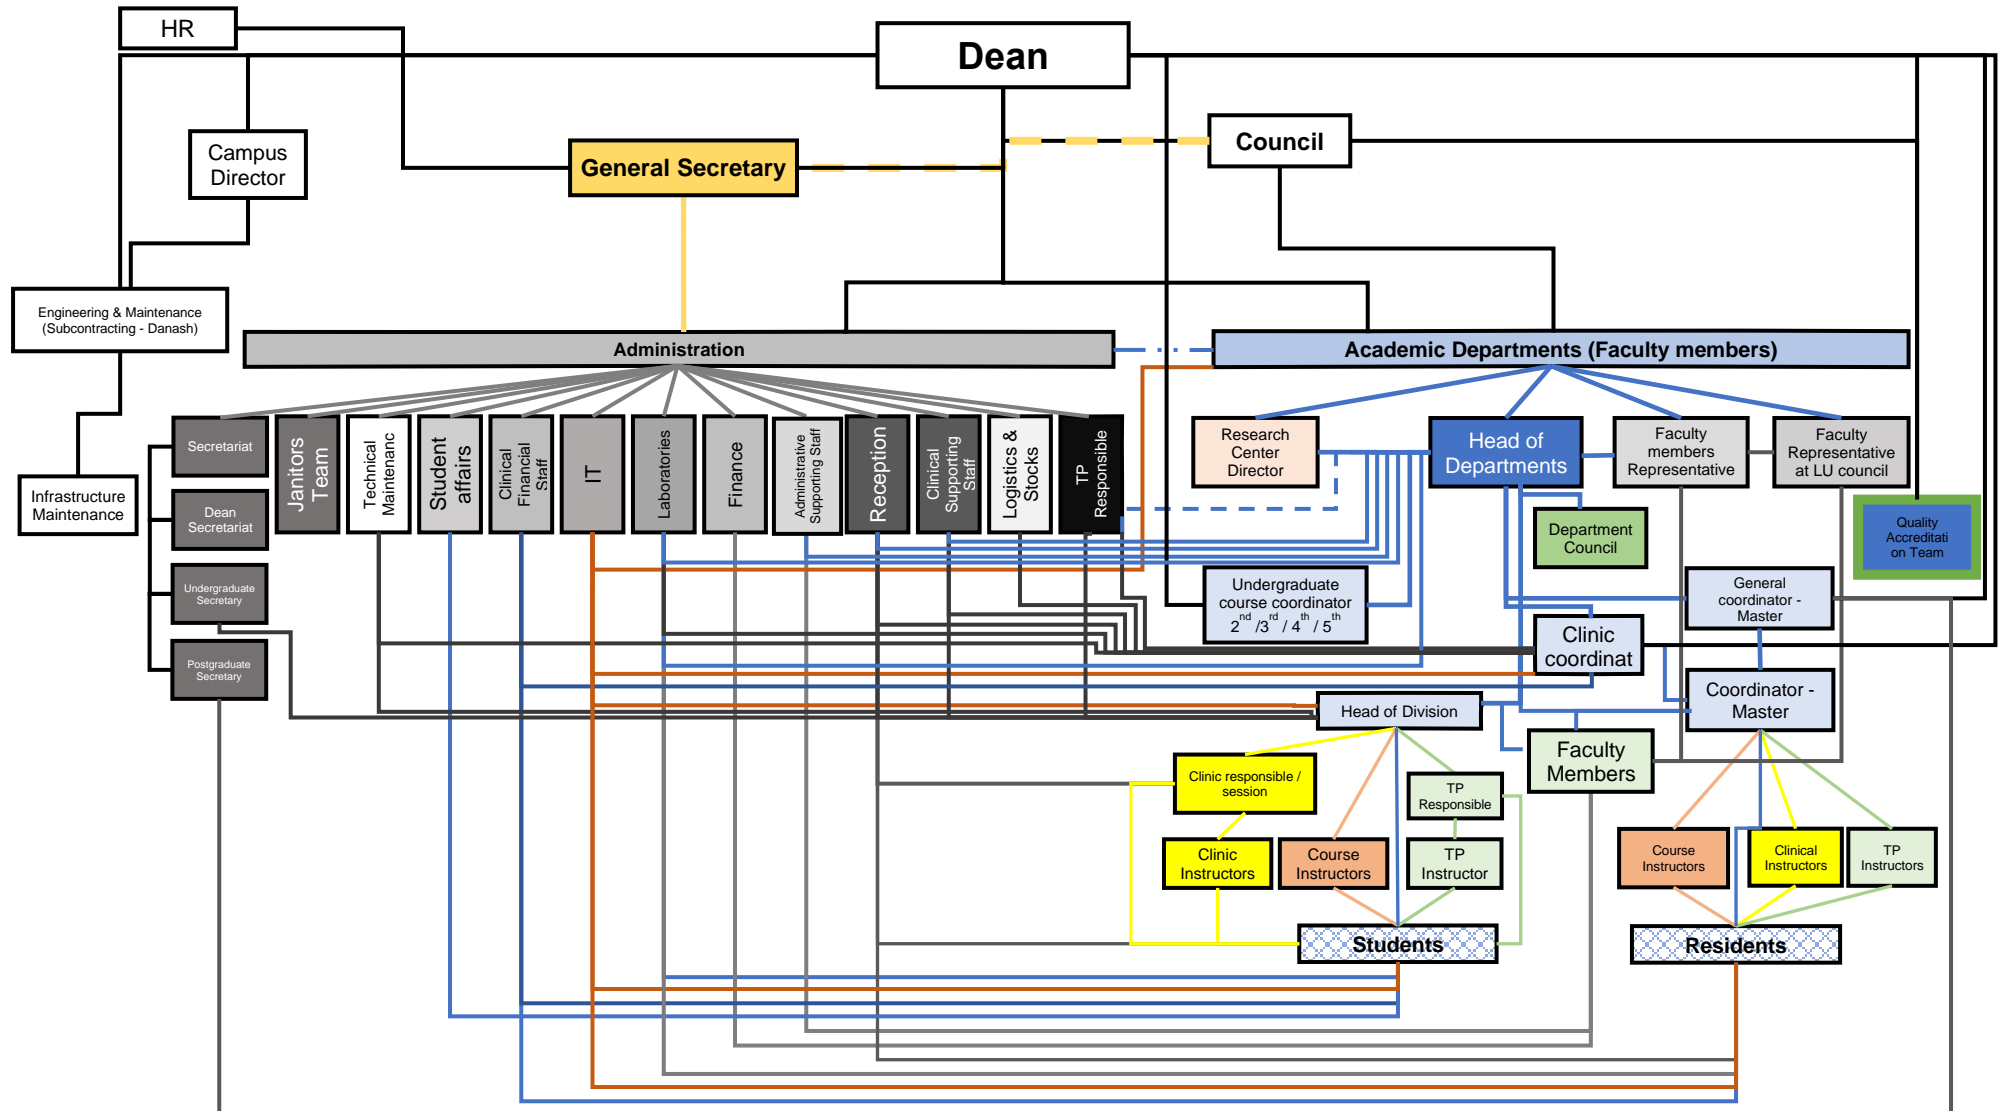 HR
Dean
Council
Campus
Director
General Secretary
Engineering & Maintenance
(Subcontracting - Danash)
Administration
Academic Departments (Faculty members)
Secretariat
Janitors
Team
Technical
Maintenanc
Student
affairs
Clinical
Financial
Staff
IT
Laboratories
Finance
Administrative
Supporting Staff
Reception
Clinical
Supporting
Staff
Logistics &
Stocks
TP
Responsible
Research
Center
Director
Head of
Departments
Faculty
members
Representative
Faculty
Representative
at LU council
Infrastructure
Maintenance
Dean
Secretariat
Department
Council
Quality
Accreditati
on Team
Undergraduate
Secretary
Undergraduate
course coordinator
2nd /3rd / 4th / 5th
General
coordinator -
Master
Clinic
coordinat
Postgraduate
Secretary
Coordinator -
Master
Head of Division
Faculty
Members
Clinic responsible /
session
TP
Responsible
Clinic
Instructors
Course
Instructors
TP
Instructor
Course
Instructors
Clinical
Instructors
TP
Instructors
Students
Residents